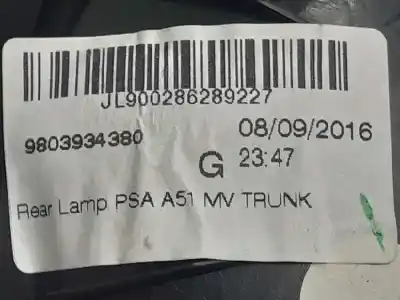 JL900286289227
9803934380
08/09/2016
G
23:47
Rear Lamp PSA A51 MV TRUNK